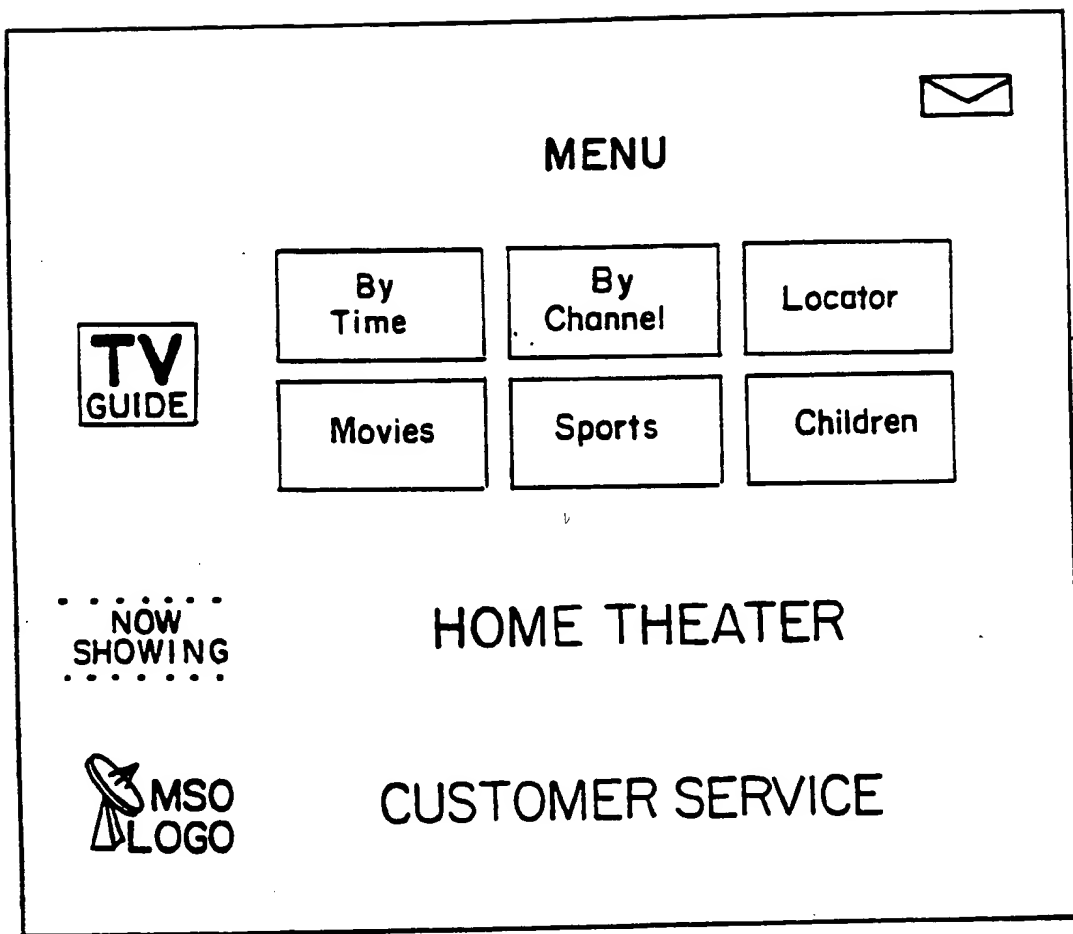 MENU
By
Time
By
Channel
Locator
TV
GUIDE
Movies
Sports
Children
NOW
SHOWING
HOME THEATER
MSO
LOGO
CUSTOMER SERVICE